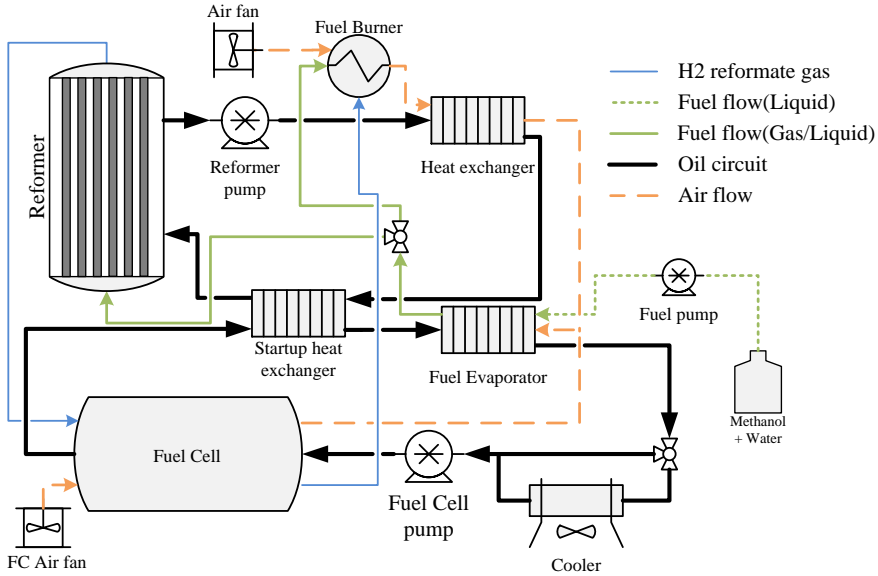 Air fan
Fuel Burner
H2 reformate gas
Fuel flow(Liquid)
Fuel flow(Gas/Liquid)
Oil circuit
Air flow
Reformer
Reformer
pump
Heat exchanger
Fuel pump
Startup heat
exchanger
Fuel Evaporator
Methanol
+ Water
Fuel Cell
Fuel Cell
pump
FC Air fan
Cooler